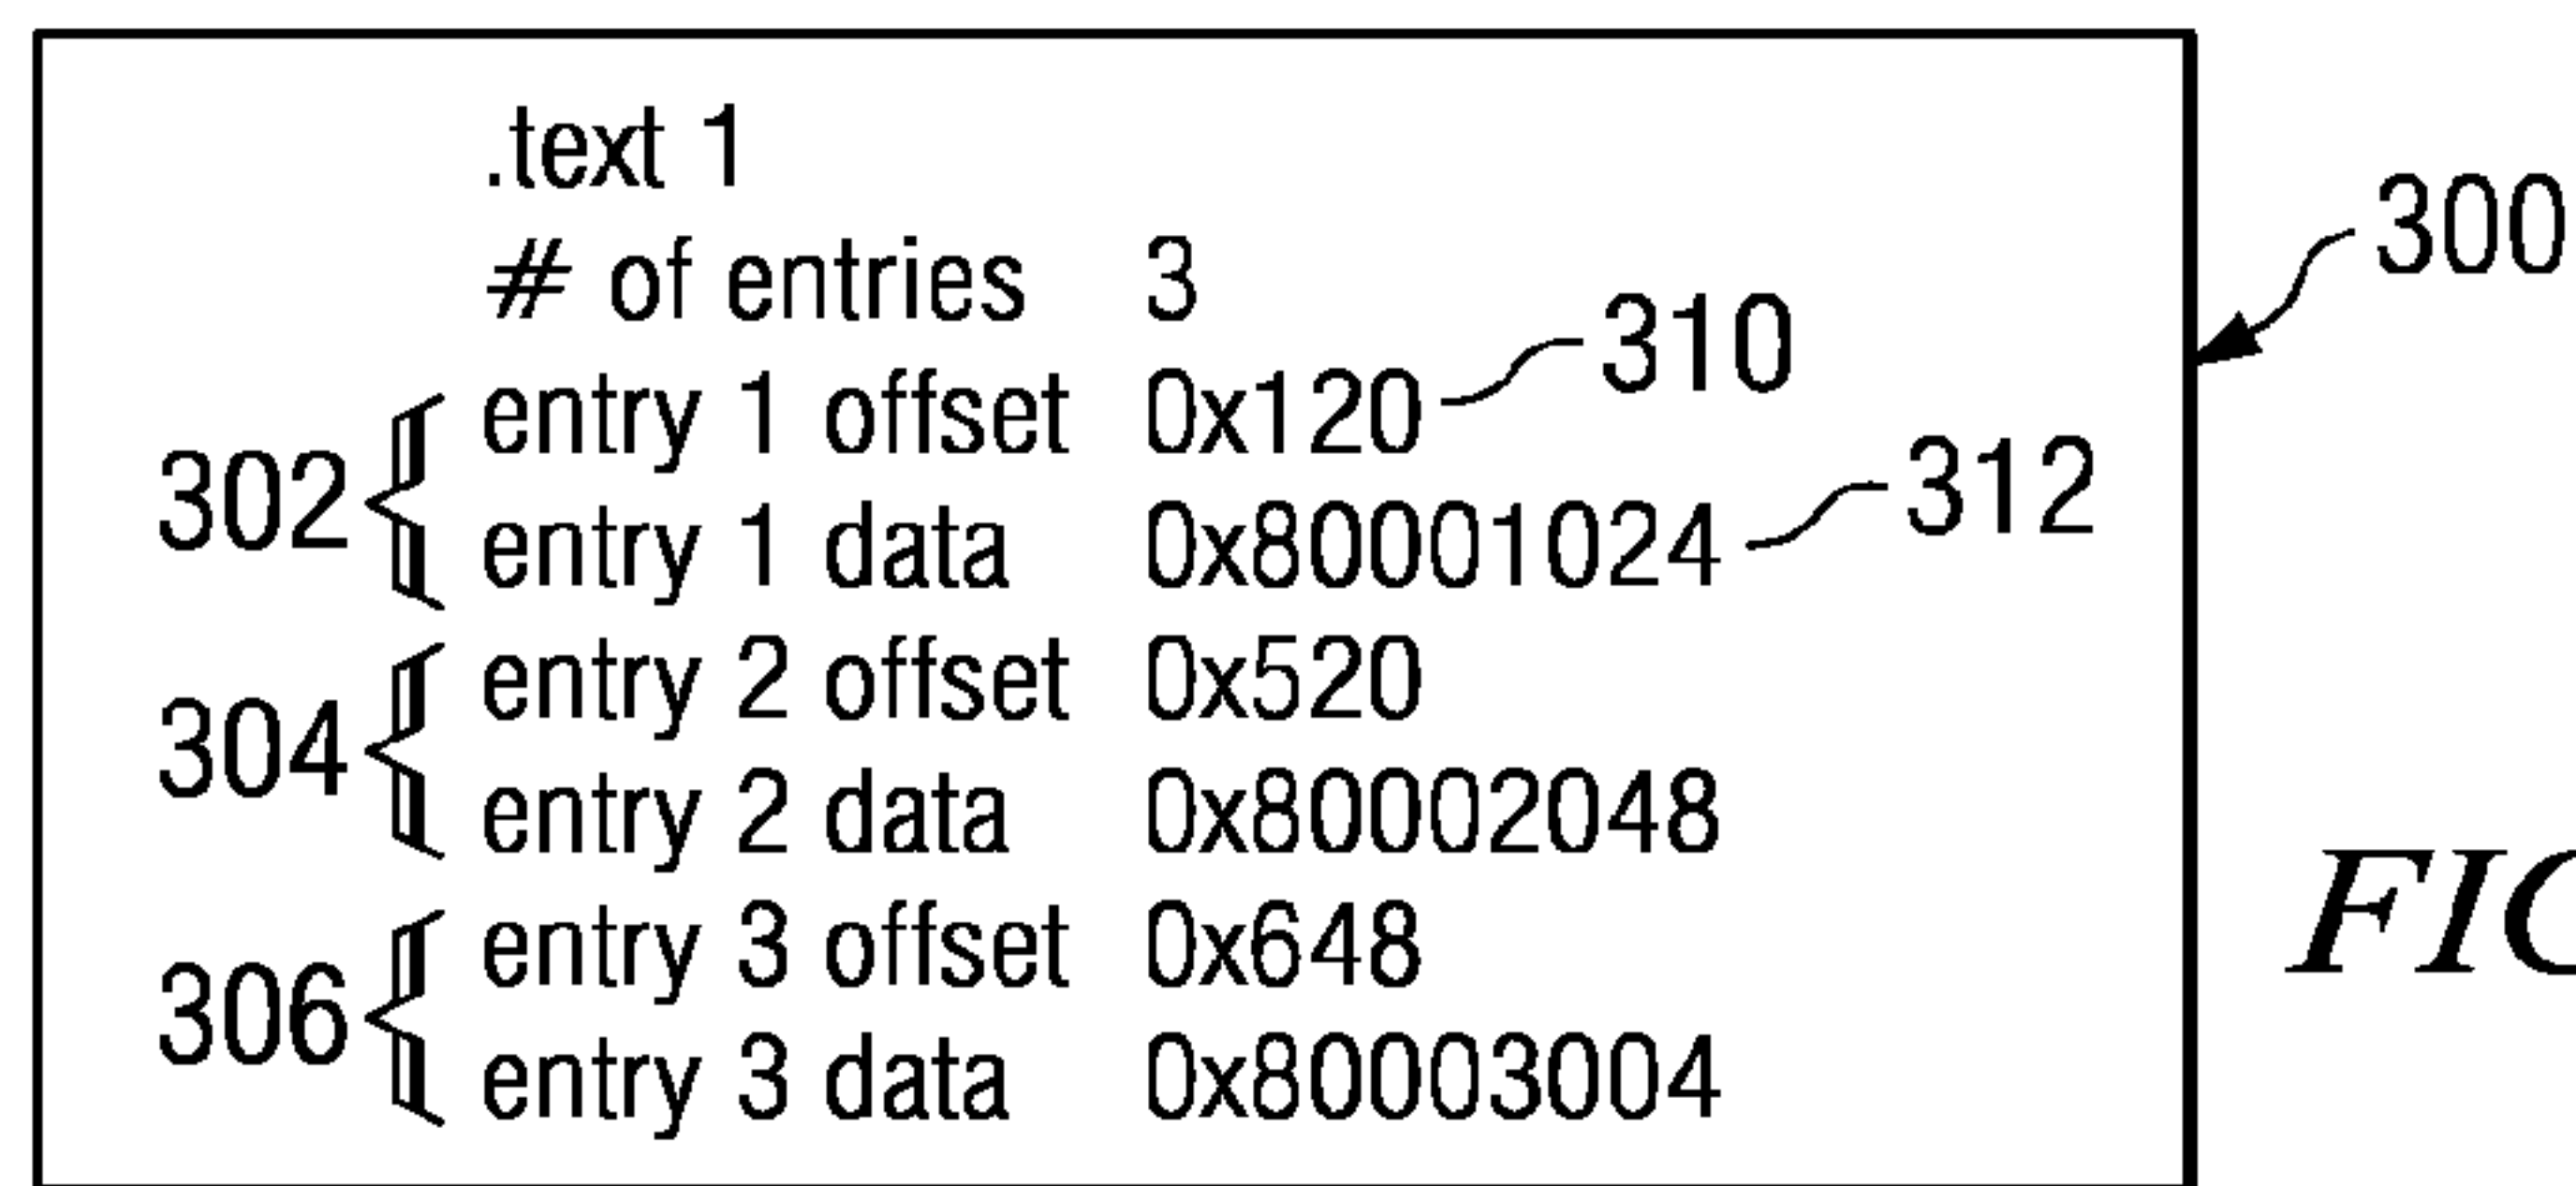 .text 1
# of entries 3
300
310
302
entry 1 offset 0x120
312
entry 1 data 0x80001024
304
entry 2 offset 0x520
entry 2 data 0x80002048
306
entry 3 offset 0x648
entry 3 data 0x80003004